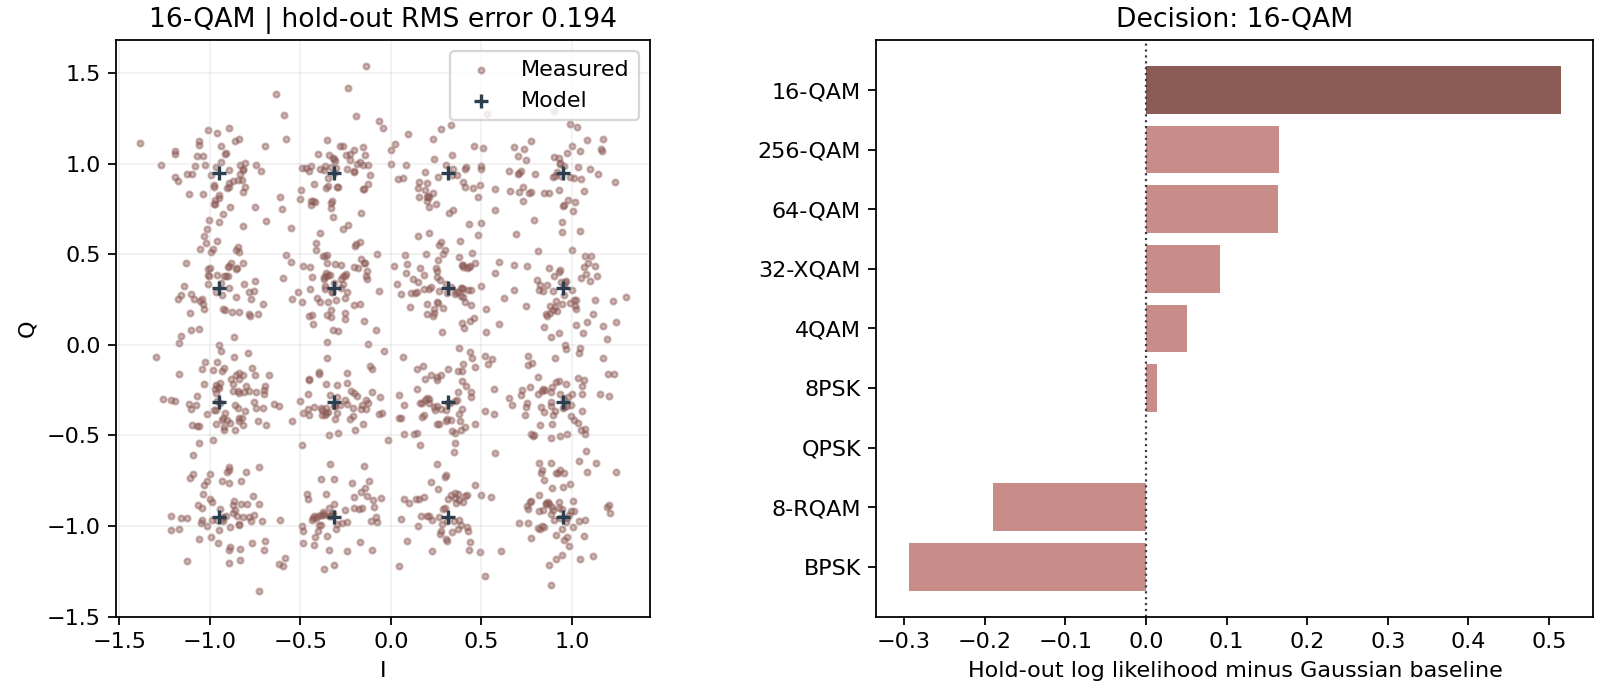 16-QAM | hold-out RMS error 0.194
Measured
Model
1.5
1.0
0.5
0.0
−0.5
−1.0
−1.5
Q
−1.5 −1.0 −0.5 0.0 0.5 1.0
I
Decision: 16-QAM
16-QAM
256-QAM
64-QAM
32-XQAM
4QAM
8PSK
QPSK
8-RQAM
BPSK
−0.3 −0.2 −0.1 0.0 0.1 0.2 0.3 0.4 0.5
Hold-out log likelihood minus Gaussian baseline